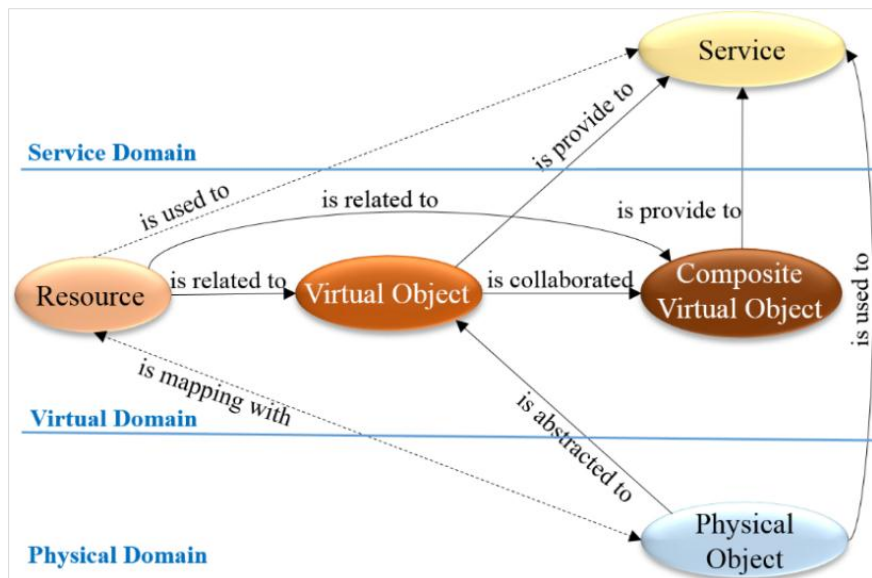 Service
is provide to
Service Domain
is used to
is related to
is provide to
Resource
is related to
Virtual Object
is collaborated
Composite
Virtual Object
is used to
is mapping with
Virtual Domain
is abstracted to
Physical
Object
Physical Domain